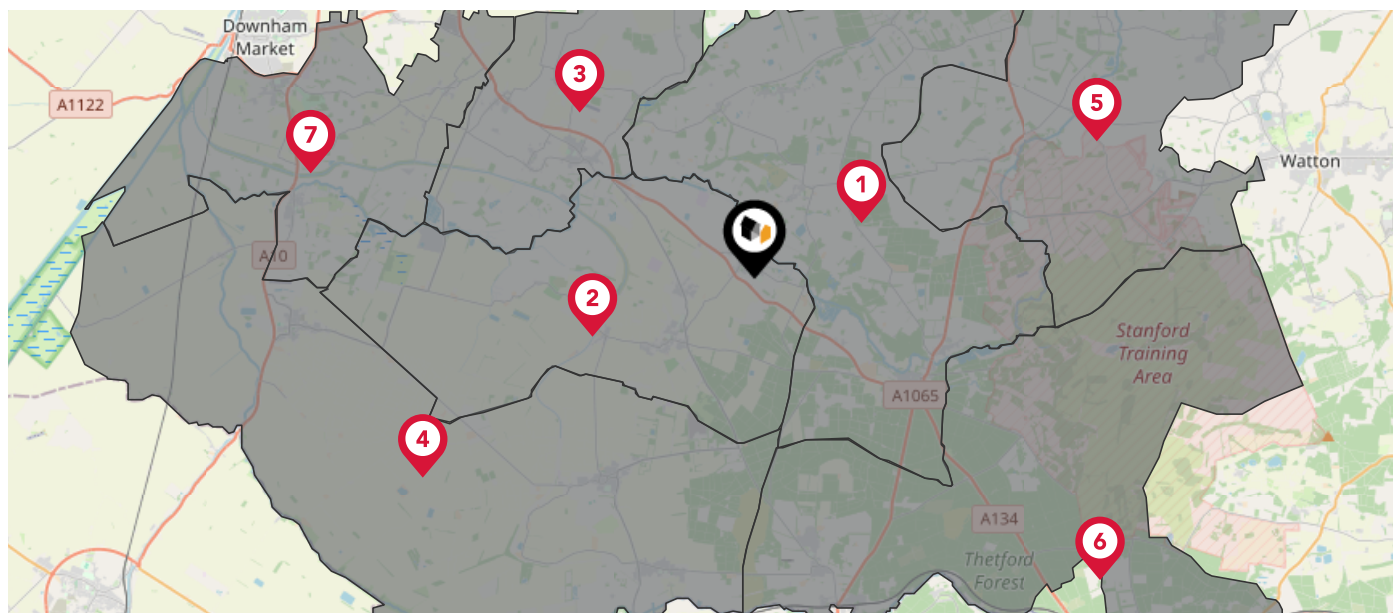 Downham
Market
A1122
3
5
7
Watton
1
A10
2
Stanford
Training
Area
A1065
4
A134
6
Thetford
Forest